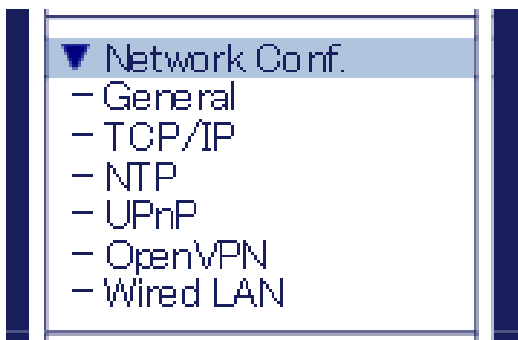 ▼ Network Conf.
– General
– TCP/IP
– NTP
– UPnP
– OpenVPN
– Wired LAN